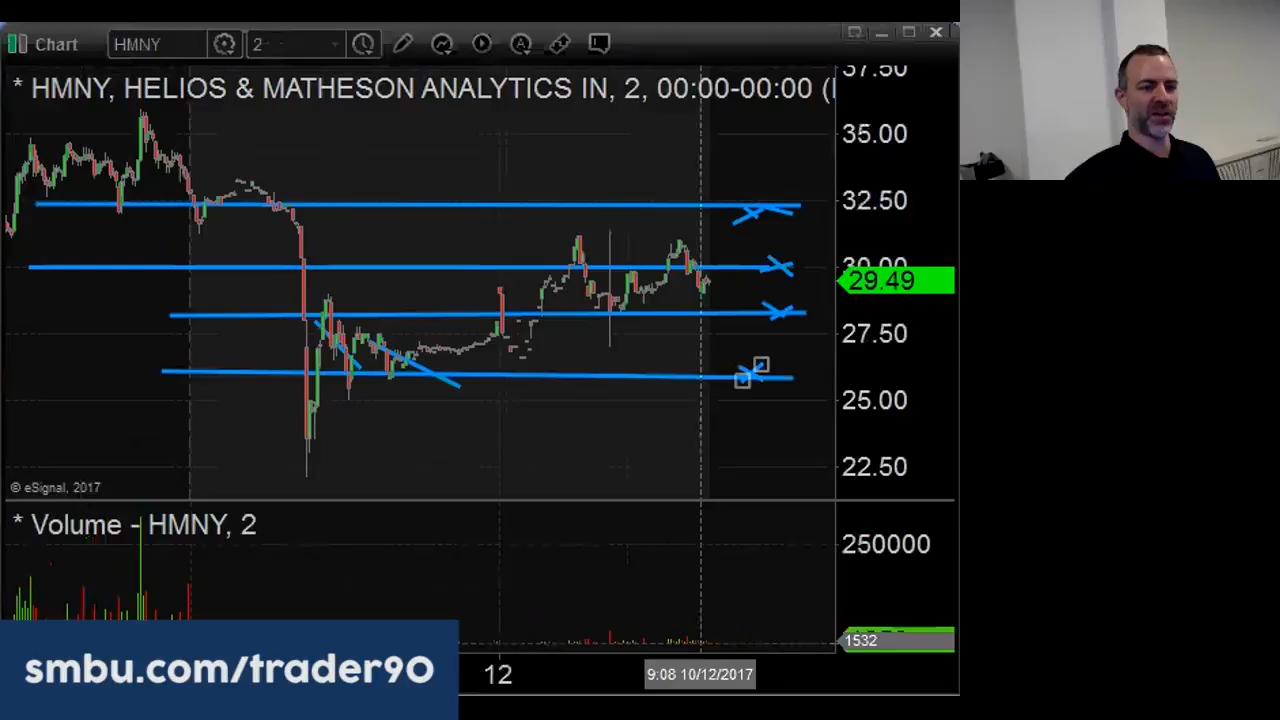 Chart
HMNY
2
* HMNY, HELIOS & MATHESON ANALYTICS IN, 2, 00:00-00:00 (
37.50
35.00
32.50
30.00
29.49
27.50
25.00
22.50
© eSignal, 2017
* Volume - HMNY, 2
250000
1532
12
9:08 10/12/2017
smbu.com/trader90